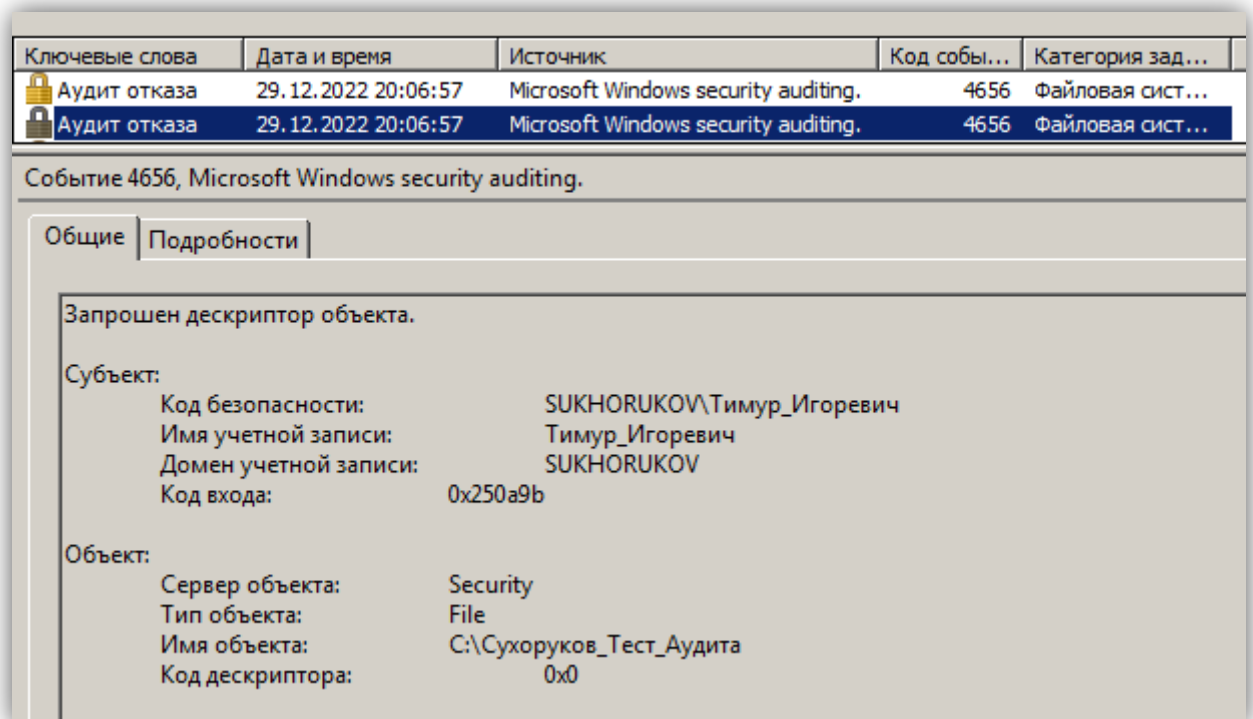 Ключевые слова Дата и время Источник Код собы... Категория зад...
Аудит отказа 29.12.2022 20:06:57 Microsoft Windows security auditing. 4656 Файловая сист...
Аудит отказа 29.12.2022 20:06:57 Microsoft Windows security auditing. 4656 Файловая сист...
Событие 4656, Microsoft Windows security auditing.
Общие Подробности
Запрошен дескриптор объекта.
Субъект:
Код безопасности: SUKHORUKOV\Тимур_Игоревич
Имя учетной записи: Тимур_Игоревич
Домен учетной записи: SUKHORUKOV
Код входа: 0x250a9b
Объект:
Сервер объекта: Security
Тип объекта: File
Имя объекта: C:\Сухоруков_Тест_Аудита
Код дескриптора: 0x0